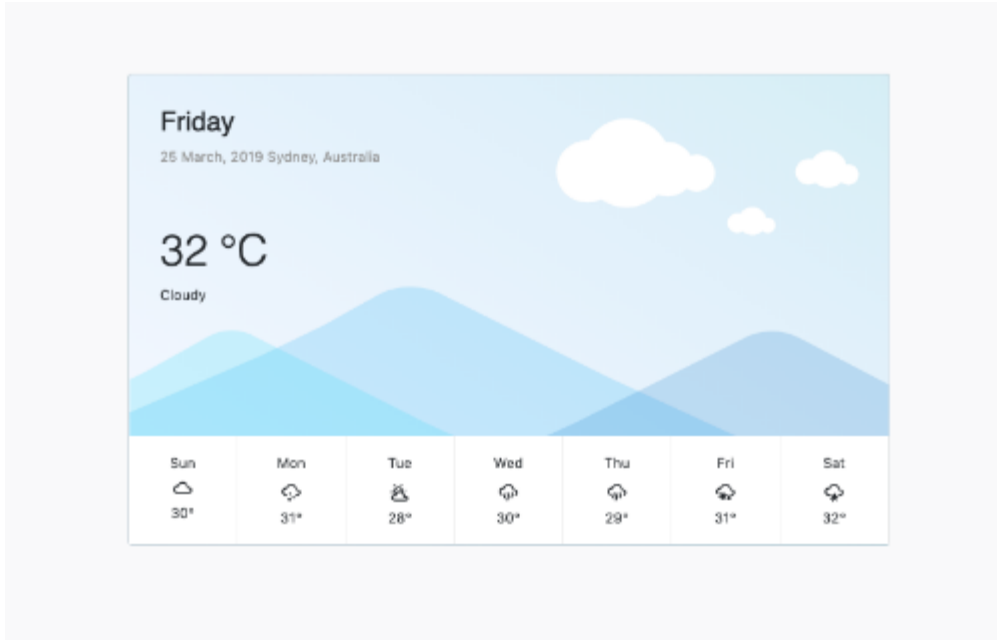 Friday
25 March, 2019 Sydney, Australia
32 °C
Cloudy
Sun Mon Tue Wed Thu Fri Sat
30° 31° 28° 30° 29° 31° 32°